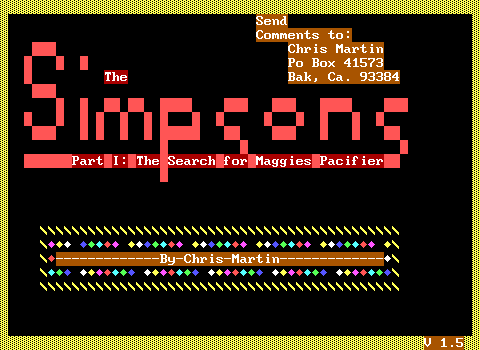 Send
Comments to:
Chris Martin
Po Box 41573
Bak, Ca. 93384
The
Simpsons
Part I: The Search for Maggies Pacifier
By-Chris-Martin
V 1.5